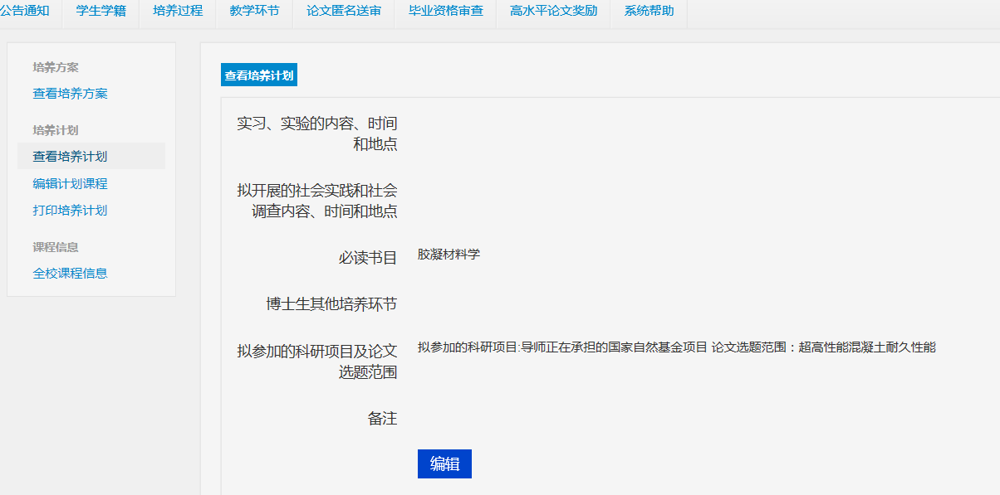 公告通知 学生学籍 培养过程 教学环节 论文匿名送审 毕业资格审查 高水平论文奖励 系统帮助
培养方案
查看培养方案
培养计划
查看培养计划
编辑计划课程
打印培养计划
课程信息
全校课程信息
查看培养计划
实习、实验的内容、时间
和地点
拟开展的社会实践和社会
调查内容、时间和地点
必读书目 胶凝材料学
博士生其他培养环节
拟参加的科研项目及论文 拟参加的科研项目:导师正在承担的国家自然基金项目 论文选题范围：超高性能混凝土耐久性能
选题范围
备注
编辑